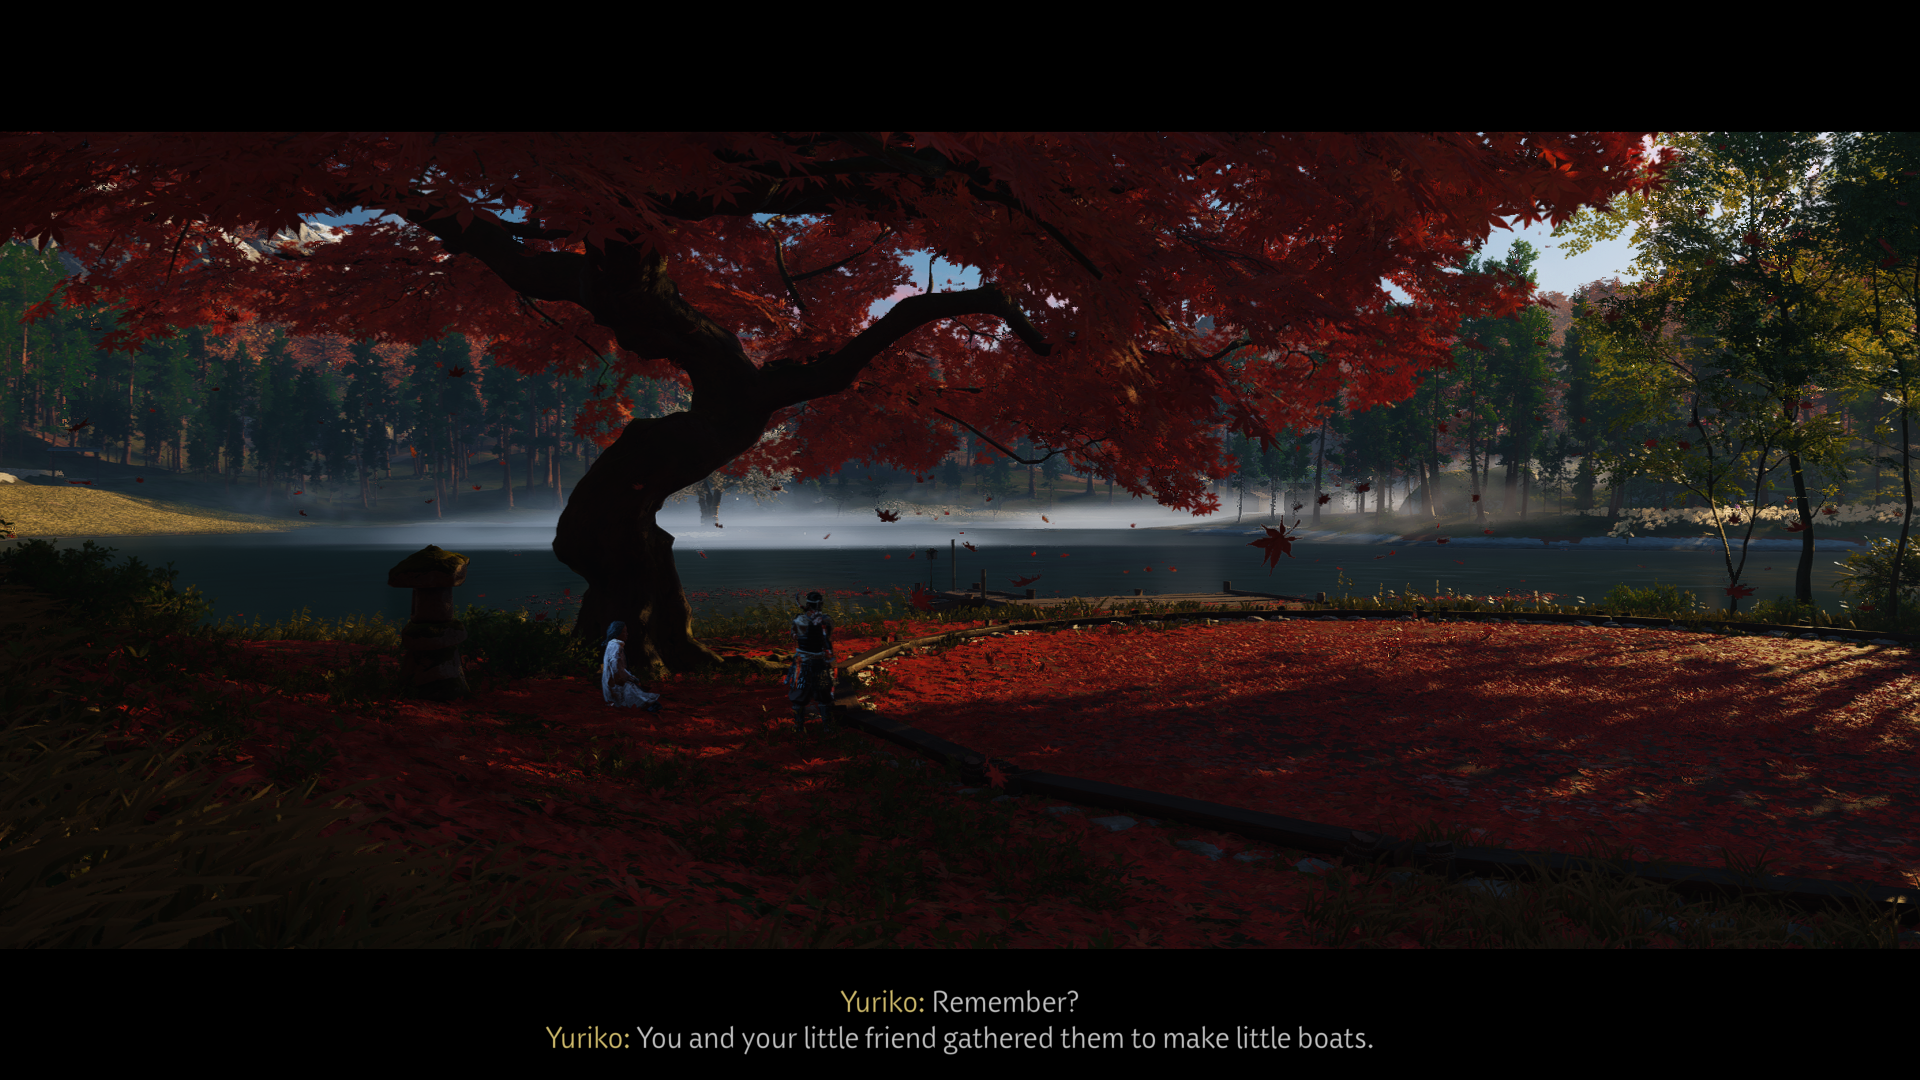 Yuriko: Remember?
Yuriko: You and your little friend gathered them to make little boats.